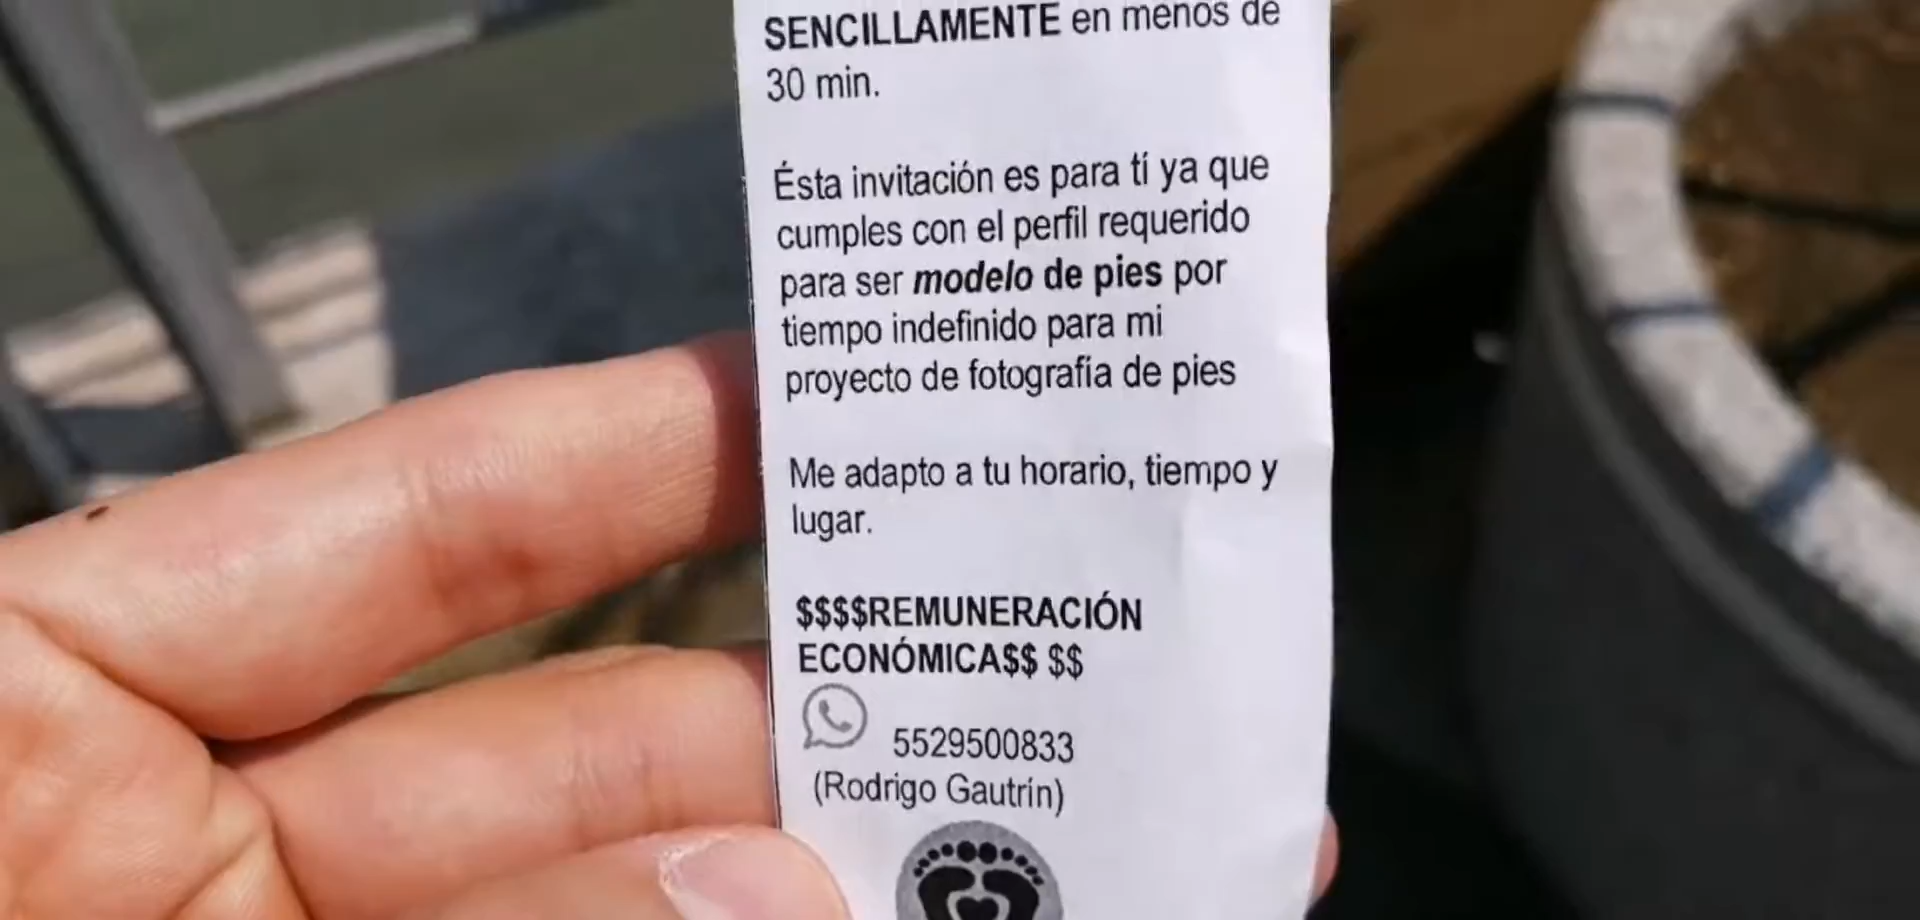 SENCILLAMENTE en menos de
30 min.
Ésta invitación es para tí ya que
cumples con el perfil requerido
para ser modelo de pies por
tiempo indefinido para mi
proyecto de fotografía de pies
Me adapto a tu horario, tiempo y
lugar.
$$$$REMUNERACIÓN
ECONÓMICA$$ $$
5529500833
(Rodrigo Gautrín)